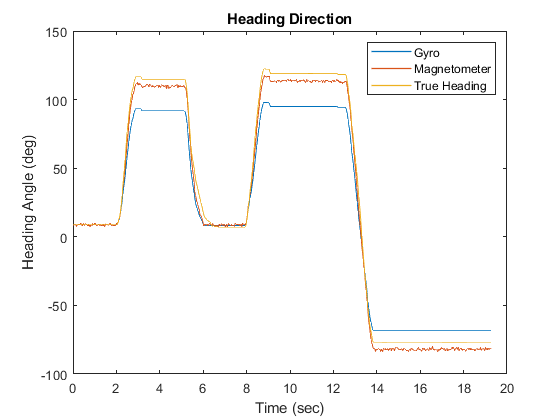 Heading Direction
150
100
50
0
-50
-100
Heading Angle (deg)
Gyro
Magnetometer
True Heading
0 2 4 6 8 10 12 14 16 18 20
Time (sec)